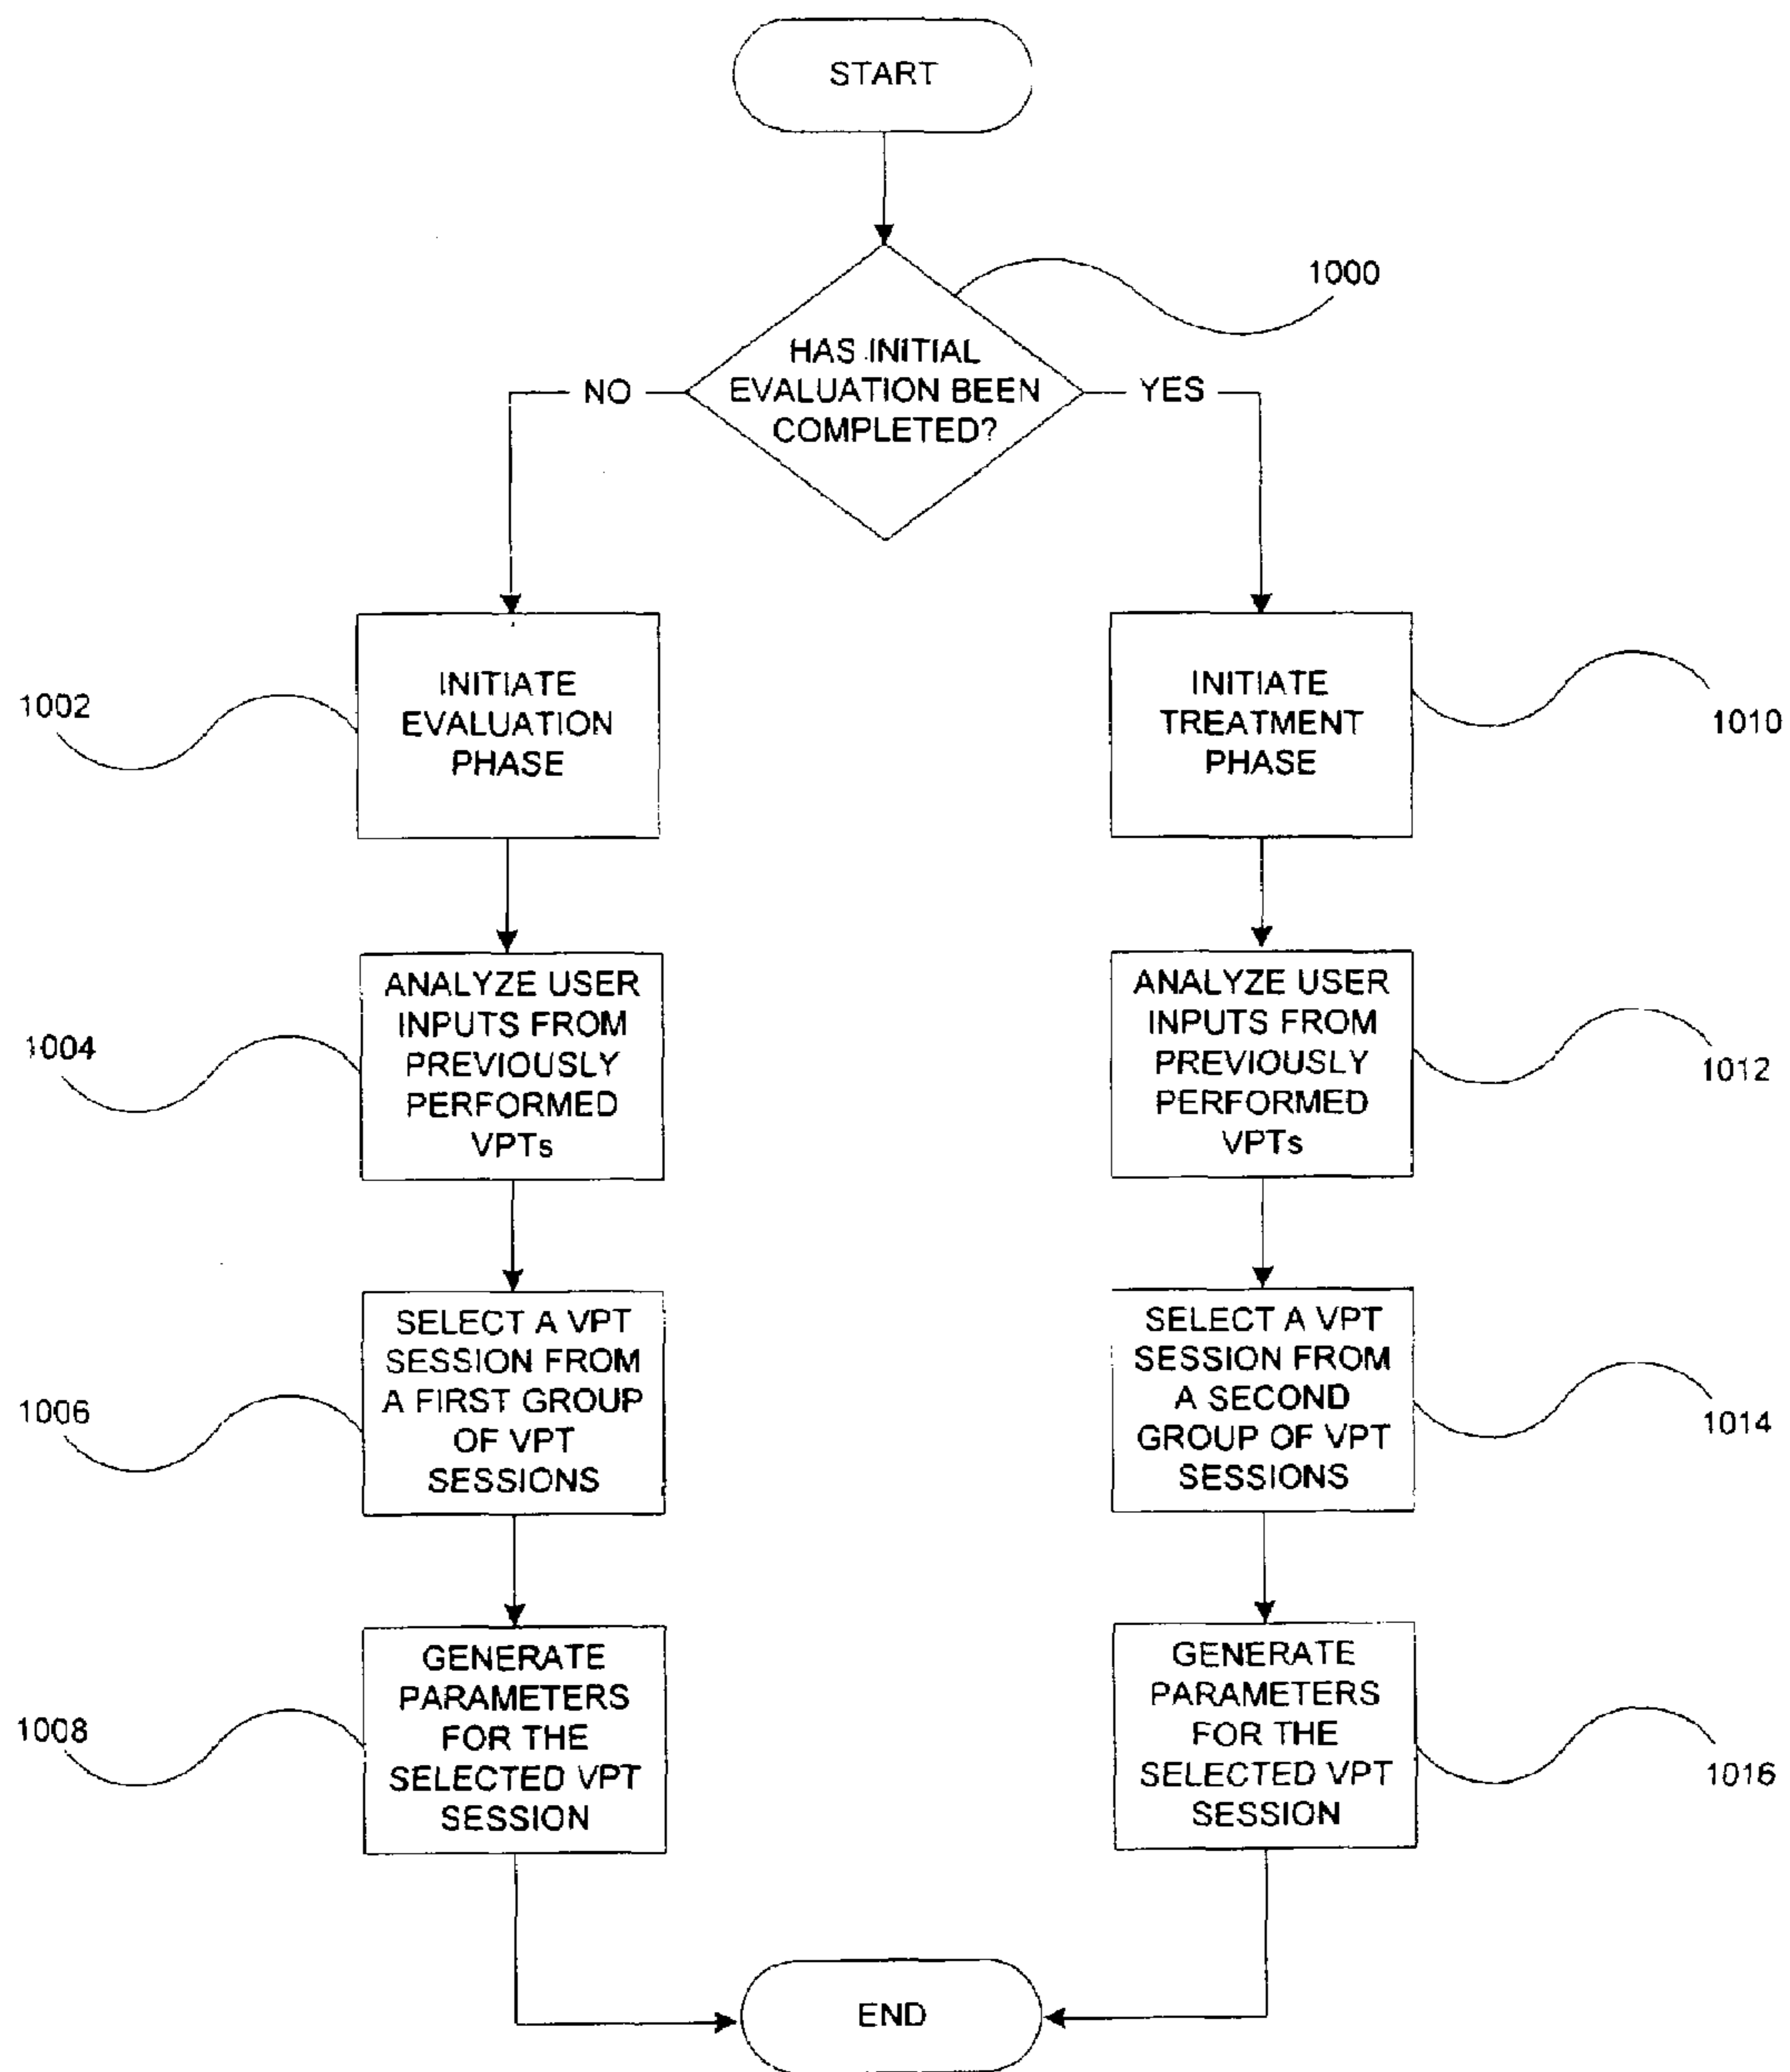 START
1000
HAS INITIAL
EVALUATION BEEN
COMPLETED?
NO
YES
1002
INITIATE
EVALUATION
PHASE
INITIATE
TREATMENT
PHASE
1010
1004
ANALYZE USER
INPUTS FROM
PREVIOUSLY
PERFORMED
VPTs
ANALYZE USER
INPUTS FROM
PREVIOUSLY
PERFORMED
VPTs
1012
1006
SELECT A VPT
SESSION FROM
A FIRST GROUP
OF VPT
SESSIONS
SELECT A VPT
SESSION FROM
A SECOND
GROUP OF VPT
SESSIONS
1014
1008
GENERATE
PARAMETERS
FOR THE
SELECTED VPT
SESSION
GENERATE
PARAMETERS
FOR THE
SELECTED VPT
SESSION
1016
END